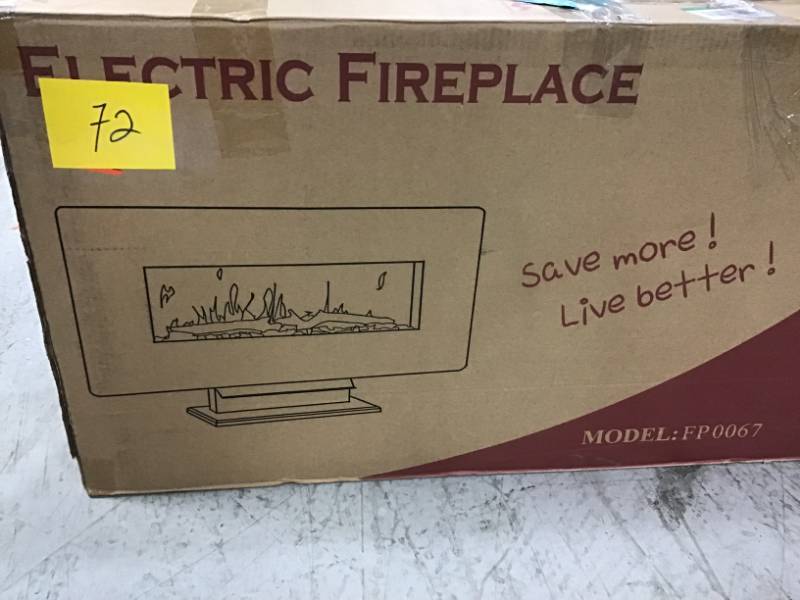 ELECTRIC FIREPLACE
72
Save more!
Live better!
MODEL: FP0067